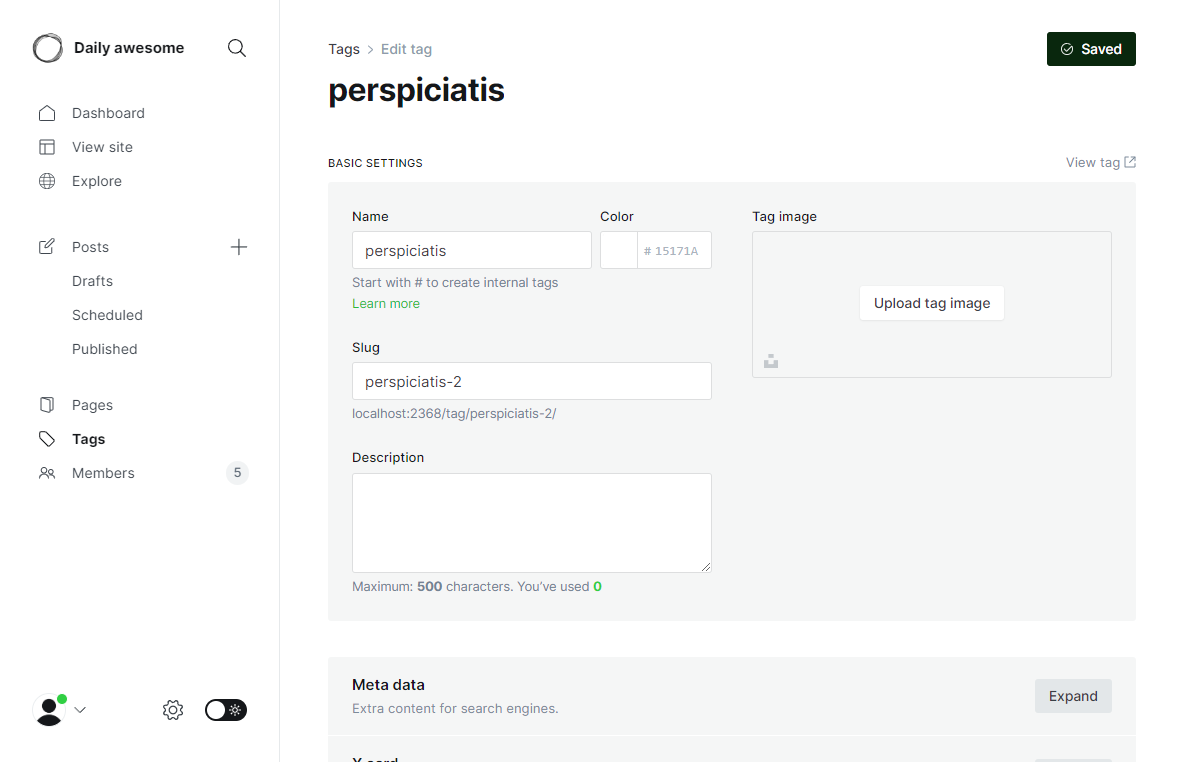 Daily awesome
Dashboard
View site
Explore
Posts
Drafts
Scheduled
Published
Pages
Tags
Members 5
Tags > Edit tag
Saved
perspiciatis
BASIC SETTINGS
View tag
Name
Color
Tag image
perspiciatis
# 15171A
Start with # to create internal tags
Learn more
Upload tag image
Slug
perspiciatis-2
localhost:2368/tag/perspiciatis-2/
Description
Maximum: 500 characters. You’ve used 0
Meta data
Extra content for search engines.
Expand
X card